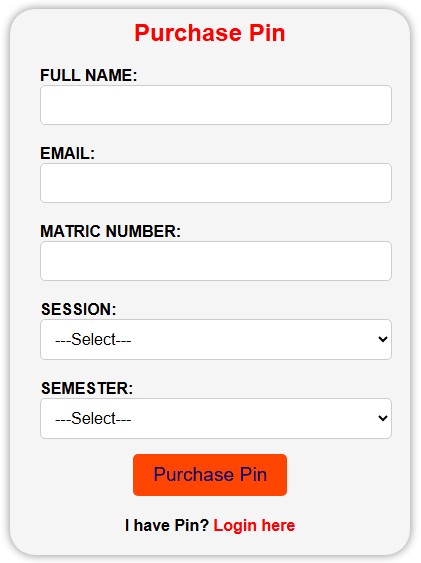 Purchase Pin
FULL NAME:
EMAIL:
MATRIC NUMBER:
SESSION:
---Select---
SEMESTER:
---Select---
Purchase Pin
I have Pin? Login here